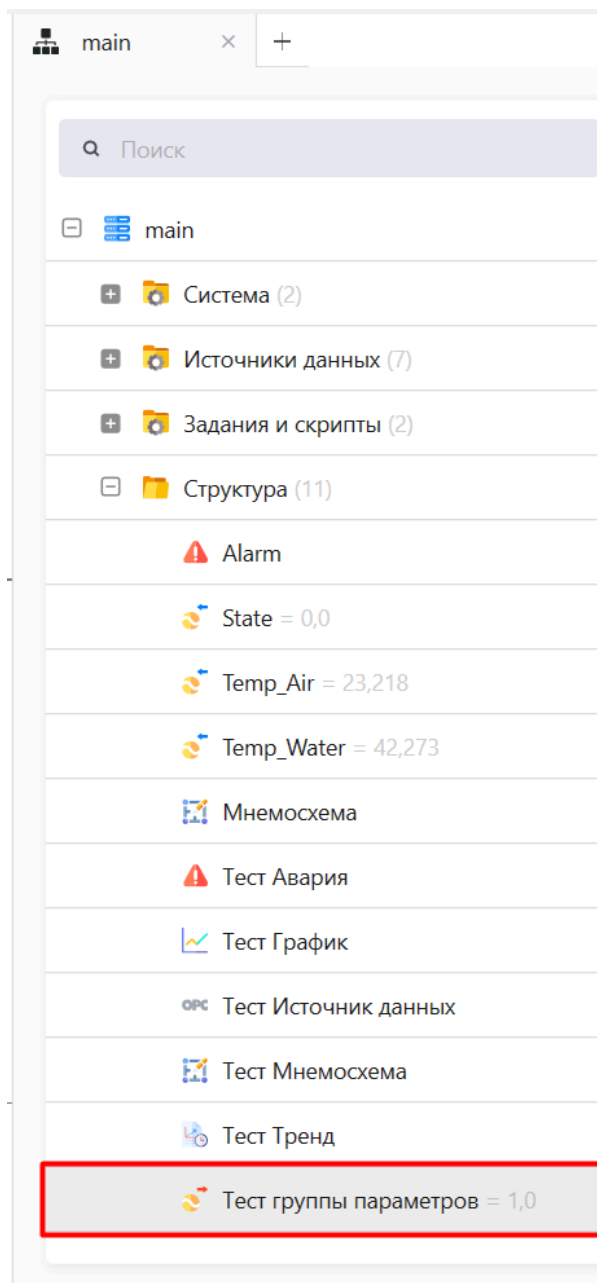 main
Поиск
main
Система (2)
Источники данных (7)
Задания и скрипты (2)
Структура (11)
Alarm
State = 0,0
Temp_Air = 23,218
Temp_Water = 42,273
Мнемосхема
Тест Авария
Тест График
OPC Тест Источник данных
Тест Мнемосхема
Тест Тренд
Тест группы параметров = 1,0